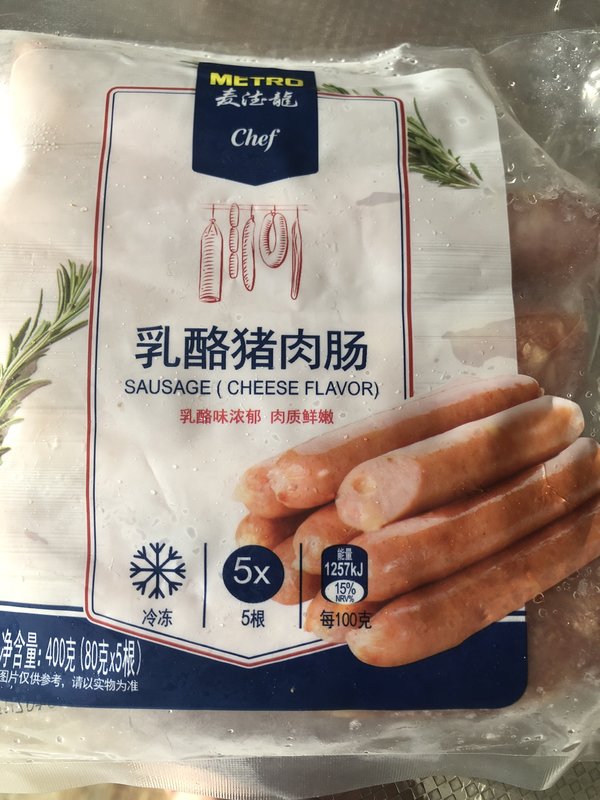 METRO
麦德龍
Chef
乳酪猪肉肠
SAUSAGE ( CHEESE FLAVOR)
乳酪味浓郁 肉质鲜嫩
冷冻
5x
5根
能量
1257kJ
15%
NRV%
每100克
净含量: 400克 (80克x5根)
图片仅供参考，请以实物为准